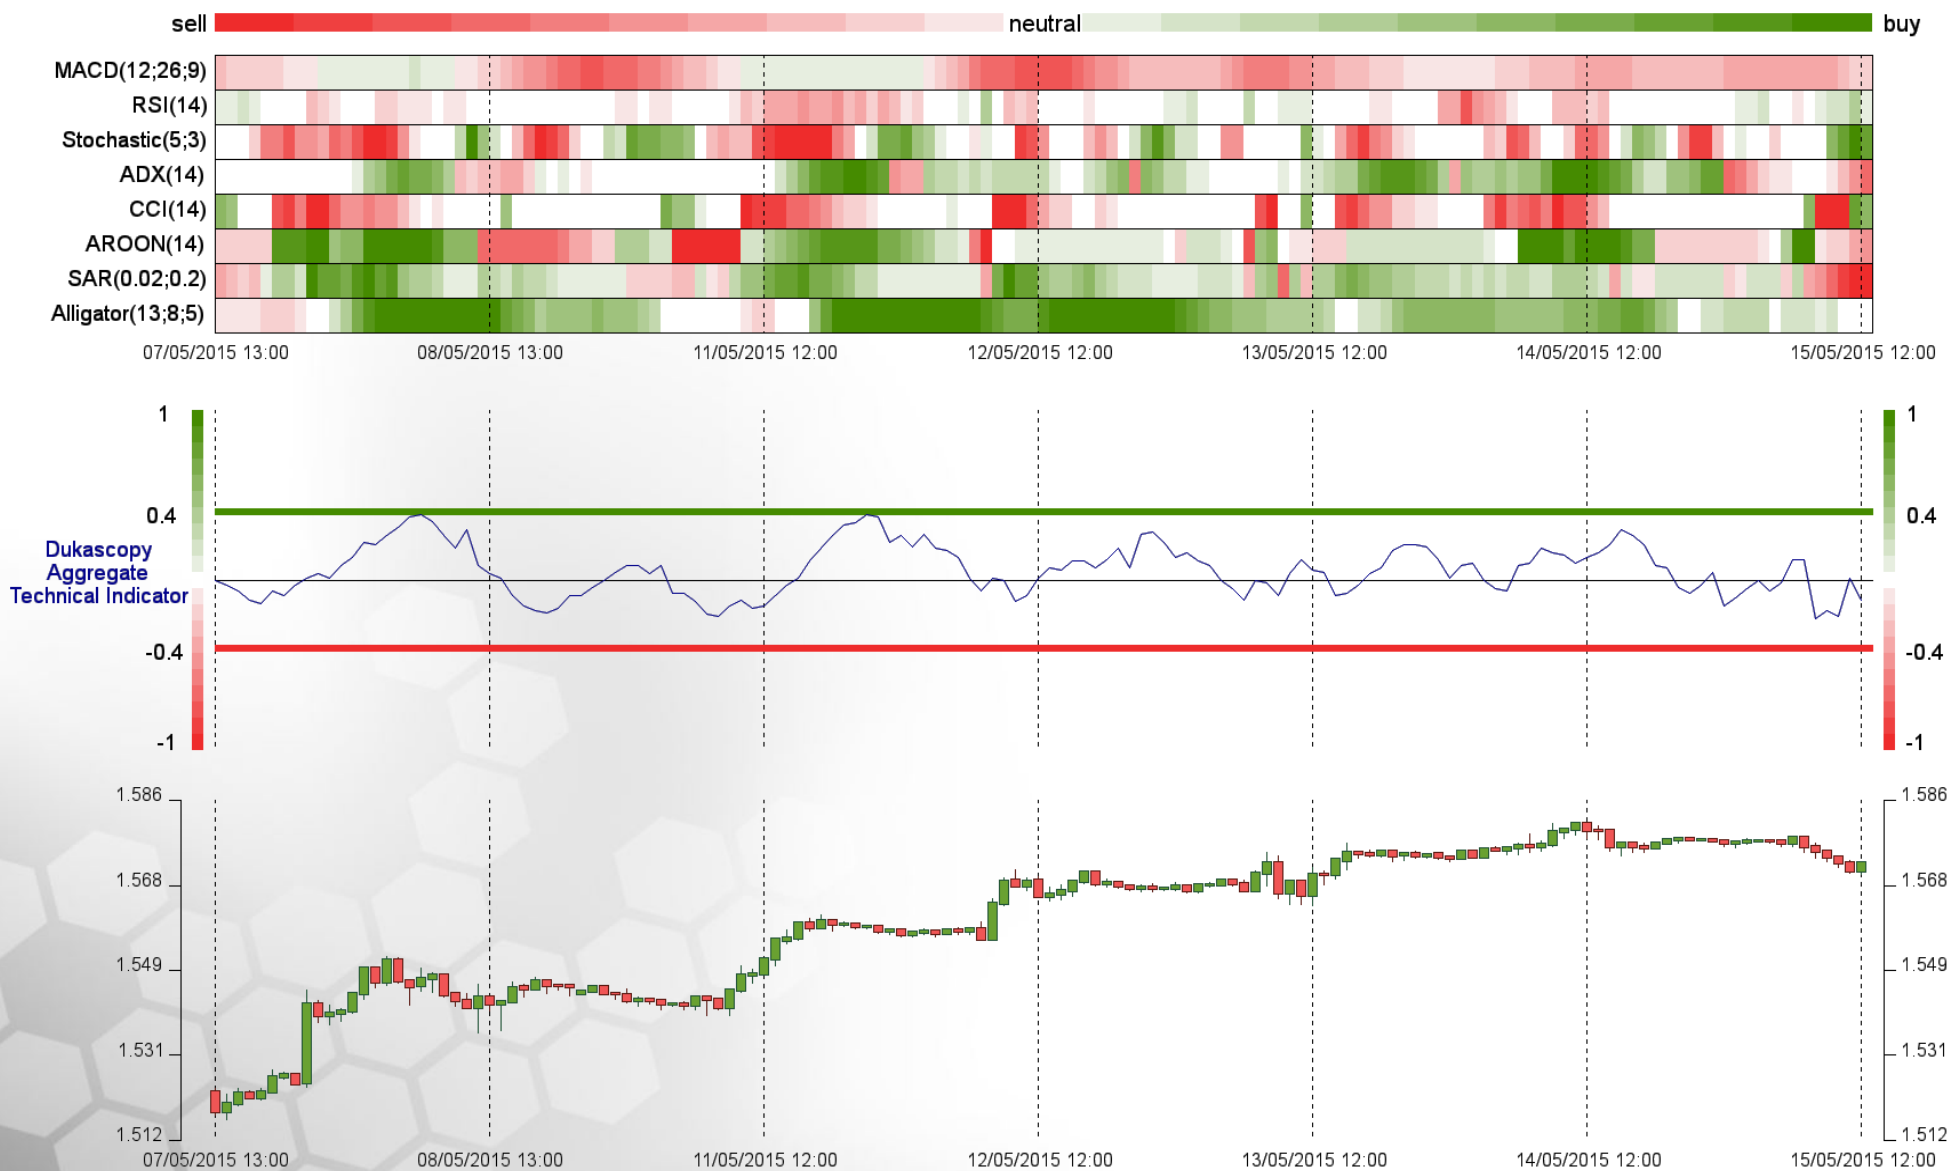 sell neutral buy
MACD(12;26;9)
RSI(14)
Stochastic(5;3)
ADX(14)
CCI(14)
AROON(14)
SAR(0.02;0.2)
Alligator(13;8;5)
07/05/2015 13:00 08/05/2015 13:00 11/05/2015 12:00 12/05/2015 12:00 13/05/2015 12:00 14/05/2015 12:00 15/05/2015 12:00
1 1
0.4 0.4
Dukascopy
Aggregate
Technical Indicator
-0.4 -0.4
-1 -1
1.586 1.586
1.568 1.568
1.549 1.549
1.531 1.531
1.512 1.512
07/05/2015 13:00 08/05/2015 13:00 11/05/2015 12:00 12/05/2015 12:00 13/05/2015 12:00 14/05/2015 12:00 15/05/2015 12:00